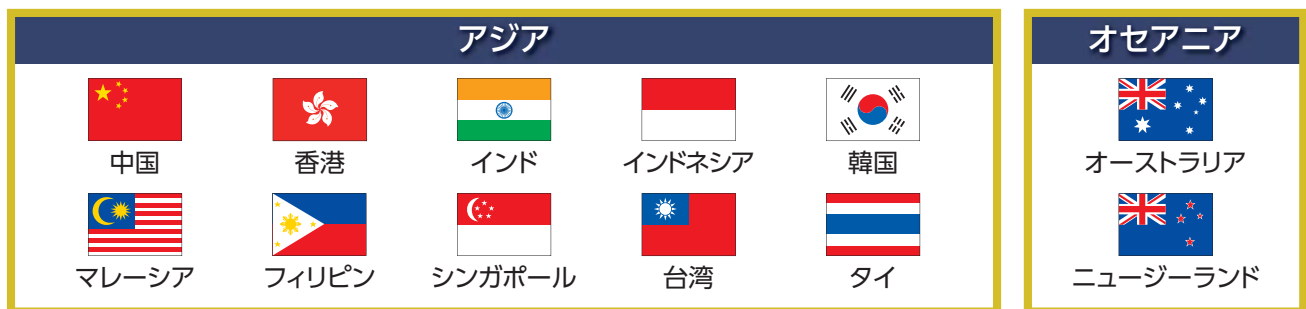 アジア
中国
香港
インド
インドネシア
韓国
マレーシア
フィリピン
シンガポール
台湾
タイ
オセアニア
オーストラリア
ニュージーランド